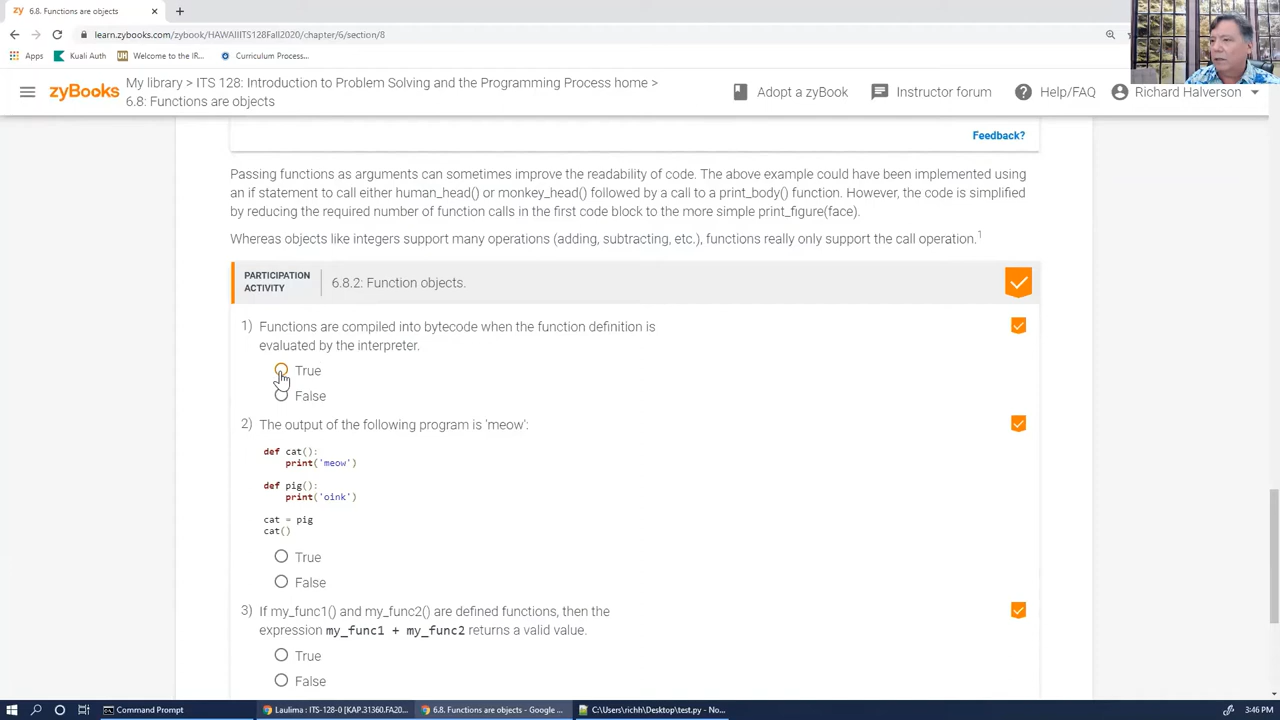 6.8. Functions are objects
learn.zybooks.com/zybook/HAWAIIITS128Fall2020/chapter/6/section/8
Apps
Kuali Auth
Welcome to the IR...
Curriculum Process...
zyBooks
My library > ITS 128: Introduction to Problem Solving and the Programming Process home >
6.8: Functions are objects
Adopt a zyBook
Instructor forum
Help/FAQ
Richard Halverson
Feedback?
Passing functions as arguments can sometimes improve the readability of code. The above example could have been implemented using
an if statement to call either human_head() or monkey_head() followed by a call to a print_body() function. However, the code is simplified
by reducing the required number of function calls in the first code block to the more simple print_figure(face).
Whereas objects like integers support many operations (adding, subtracting, etc.), functions really only support the call operation.1
PARTICIPATION
ACTIVITY
6.8.2: Function objects.
1) Functions are compiled into bytecode when the function definition is
evaluated by the interpreter.
True
False
2) The output of the following program is 'meow':
def cat():
print('meow')
def pig():
print('oink')
cat = pig
cat()
True
False
3) If my_func1() and my_func2() are defined functions, then the
expression my_func1 + my_func2 returns a valid value.
True
False
Command Prompt
Laulima : ITS-128-0 [KAP.31360.FA20...
6.8. Functions are objects - Google ...
C:\Users\richh\Desktop\test.py - No...
3:46 PM